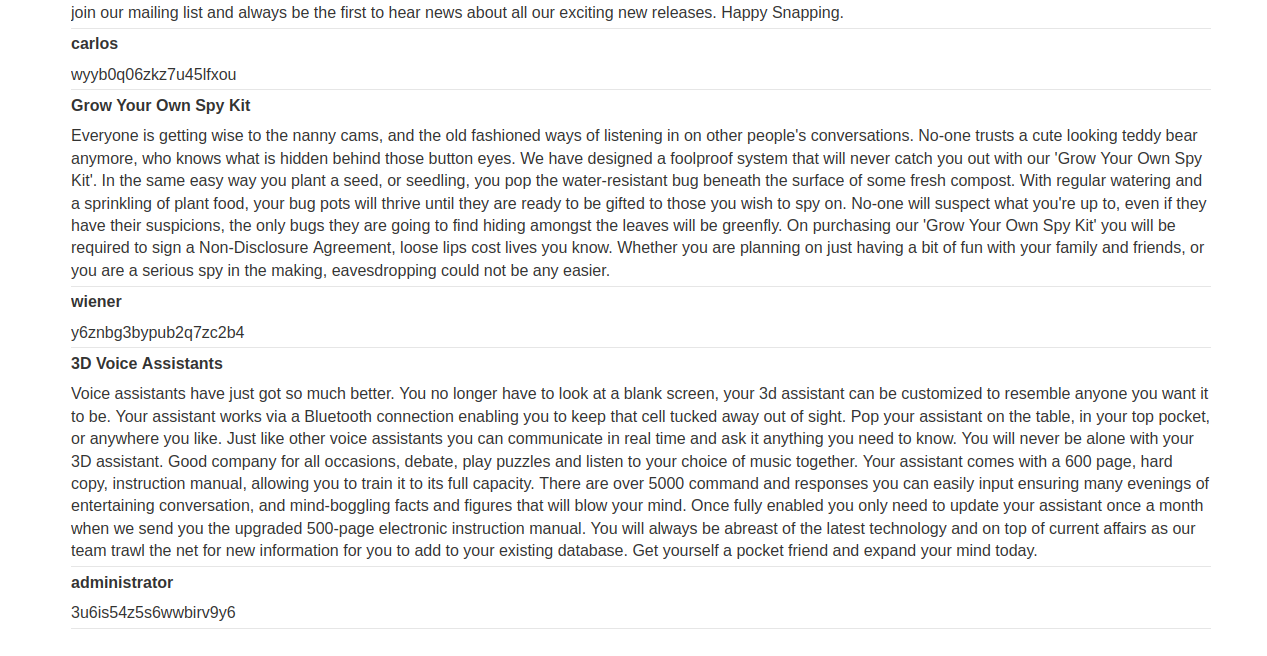 join our mailing list and always be the first to hear news about all our exciting new releases. Happy Snapping.
carlos
wyyb0q06zkz7u45lfxou
Grow Your Own Spy Kit
Everyone is getting wise to the nanny cams, and the old fashioned ways of listening in on other people's conversations. No-one trusts a cute looking teddy bear
anymore, who knows what is hidden behind those button eyes. We have designed a foolproof system that will never catch you out with our 'Grow Your Own Spy
Kit'. In the same easy way you plant a seed, or seedling, you pop the water-resistant bug beneath the surface of some fresh compost. With regular watering and
a sprinkling of plant food, your bug pots will thrive until they are ready to be gifted to those you wish to spy on. No-one will suspect what you're up to, even if they
have their suspicions, the only bugs they are going to find hiding amongst the leaves will be greenfly. On purchasing our 'Grow Your Own Spy Kit' you will be
required to sign a Non-Disclosure Agreement, loose lips cost lives you know. Whether you are planning on just having a bit of fun with your family and friends, or
you are a serious spy in the making, eavesdropping could not be any easier.
wiener
y6znbg3bypub2q7zc2b4
3D Voice Assistants
Voice assistants have just got so much better. You no longer have to look at a blank screen, your 3d assistant can be customized to resemble anyone you want it
to be. Your assistant works via a Bluetooth connection enabling you to keep that cell tucked away out of sight. Pop your assistant on the table, in your top pocket,
or anywhere you like. Just like other voice assistants you can communicate in real time and ask it anything you need to know. You will never be alone with your
3D assistant. Good company for all occasions, debate, play puzzles and listen to your choice of music together. Your assistant comes with a 600 page, hard
copy, instruction manual, allowing you to train it to its full capacity. There are over 5000 command and responses you can easily input ensuring many evenings of
entertaining conversation, and mind-boggling facts and figures that will blow your mind. Once fully enabled you only need to update your assistant once a month
when we send you the upgraded 500-page electronic instruction manual. You will always be abreast of the latest technology and on top of current affairs as our
team trawl the net for new information for you to add to your existing database. Get yourself a pocket friend and expand your mind today.
administrator
3u6is54z5s6wwbirv9y6